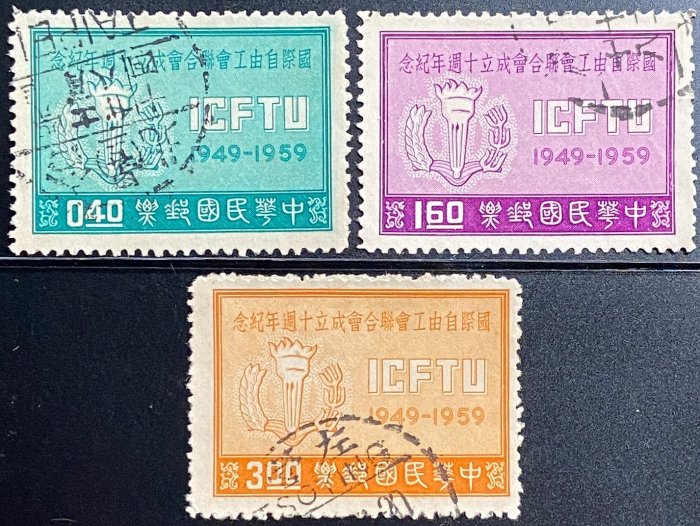 國際自由工會聯合會成立十週年紀念
ICFTU
1949-1959
0.40
中華民國郵票
TAIPEI
國際自由工會聯合會成立十週年紀念
ICFTU
1949-1959
1.60
中華民國郵票
國際自由工會聯合會成立十週年紀念
ICFTU
1949-1959
3.00
中華民國郵票